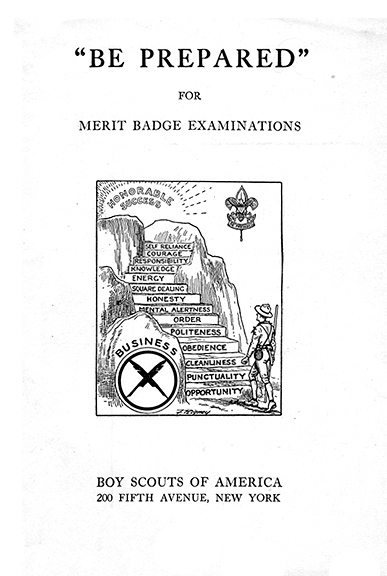 “BE PREPARED”
FOR
MERIT BADGE EXAMINATIONS
HONORABLE
SUCCESS
SELF RELIANCE
COURAGE
RESPONSIBILITY
KNOWLEDGE
ENERGY
SQUARE DEALING
HONESTY
MENTAL ALERTNESS
ORDER
POLITENESS
OBEDIENCE
CLEANLINESS
PUNCTUALITY
OPPORTUNITY
BUSINESS
BOY SCOUTS OF AMERICA
200 FIFTH AVENUE, NEW YORK